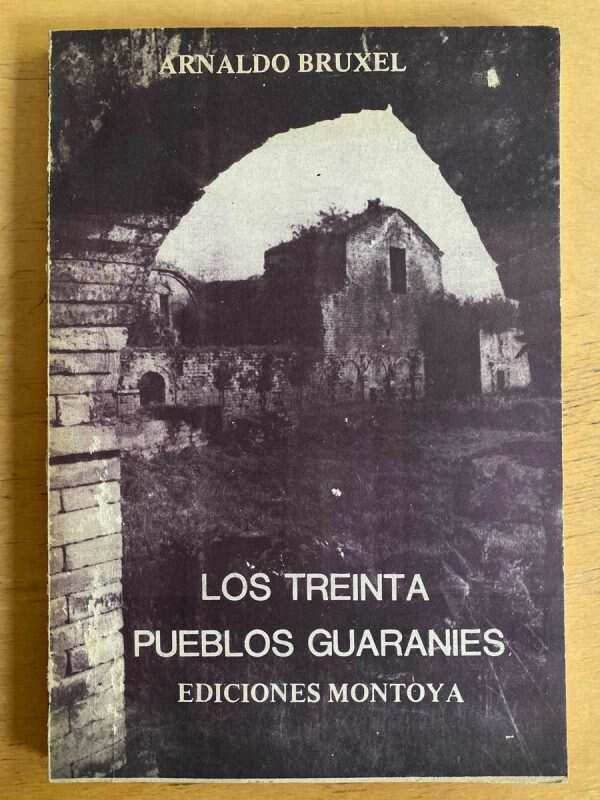 ARNALDO BRUXEL
LOS TREINTA
PUEBLOS GUARANIES
EDICIONES MONTOYA